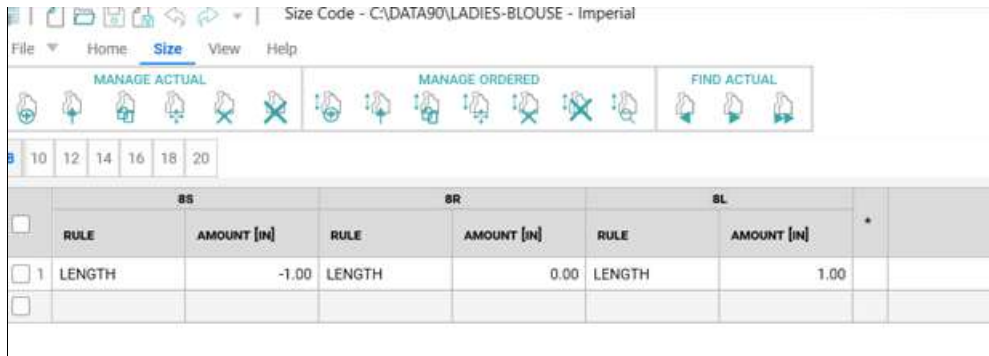 Size Code - C:\DATA90\LADIES-BLOUSE - Imperial
File Home Size View Help
MANAGE ACTUAL MANAGE ORDERED FIND ACTUAL
8 10 12 14 16 18 20
8S 8R 8L *
RULE AMOUNT [IN] RULE AMOUNT [IN] RULE AMOUNT [IN]
1 LENGTH -1.00 LENGTH 0.00 LENGTH 1.00